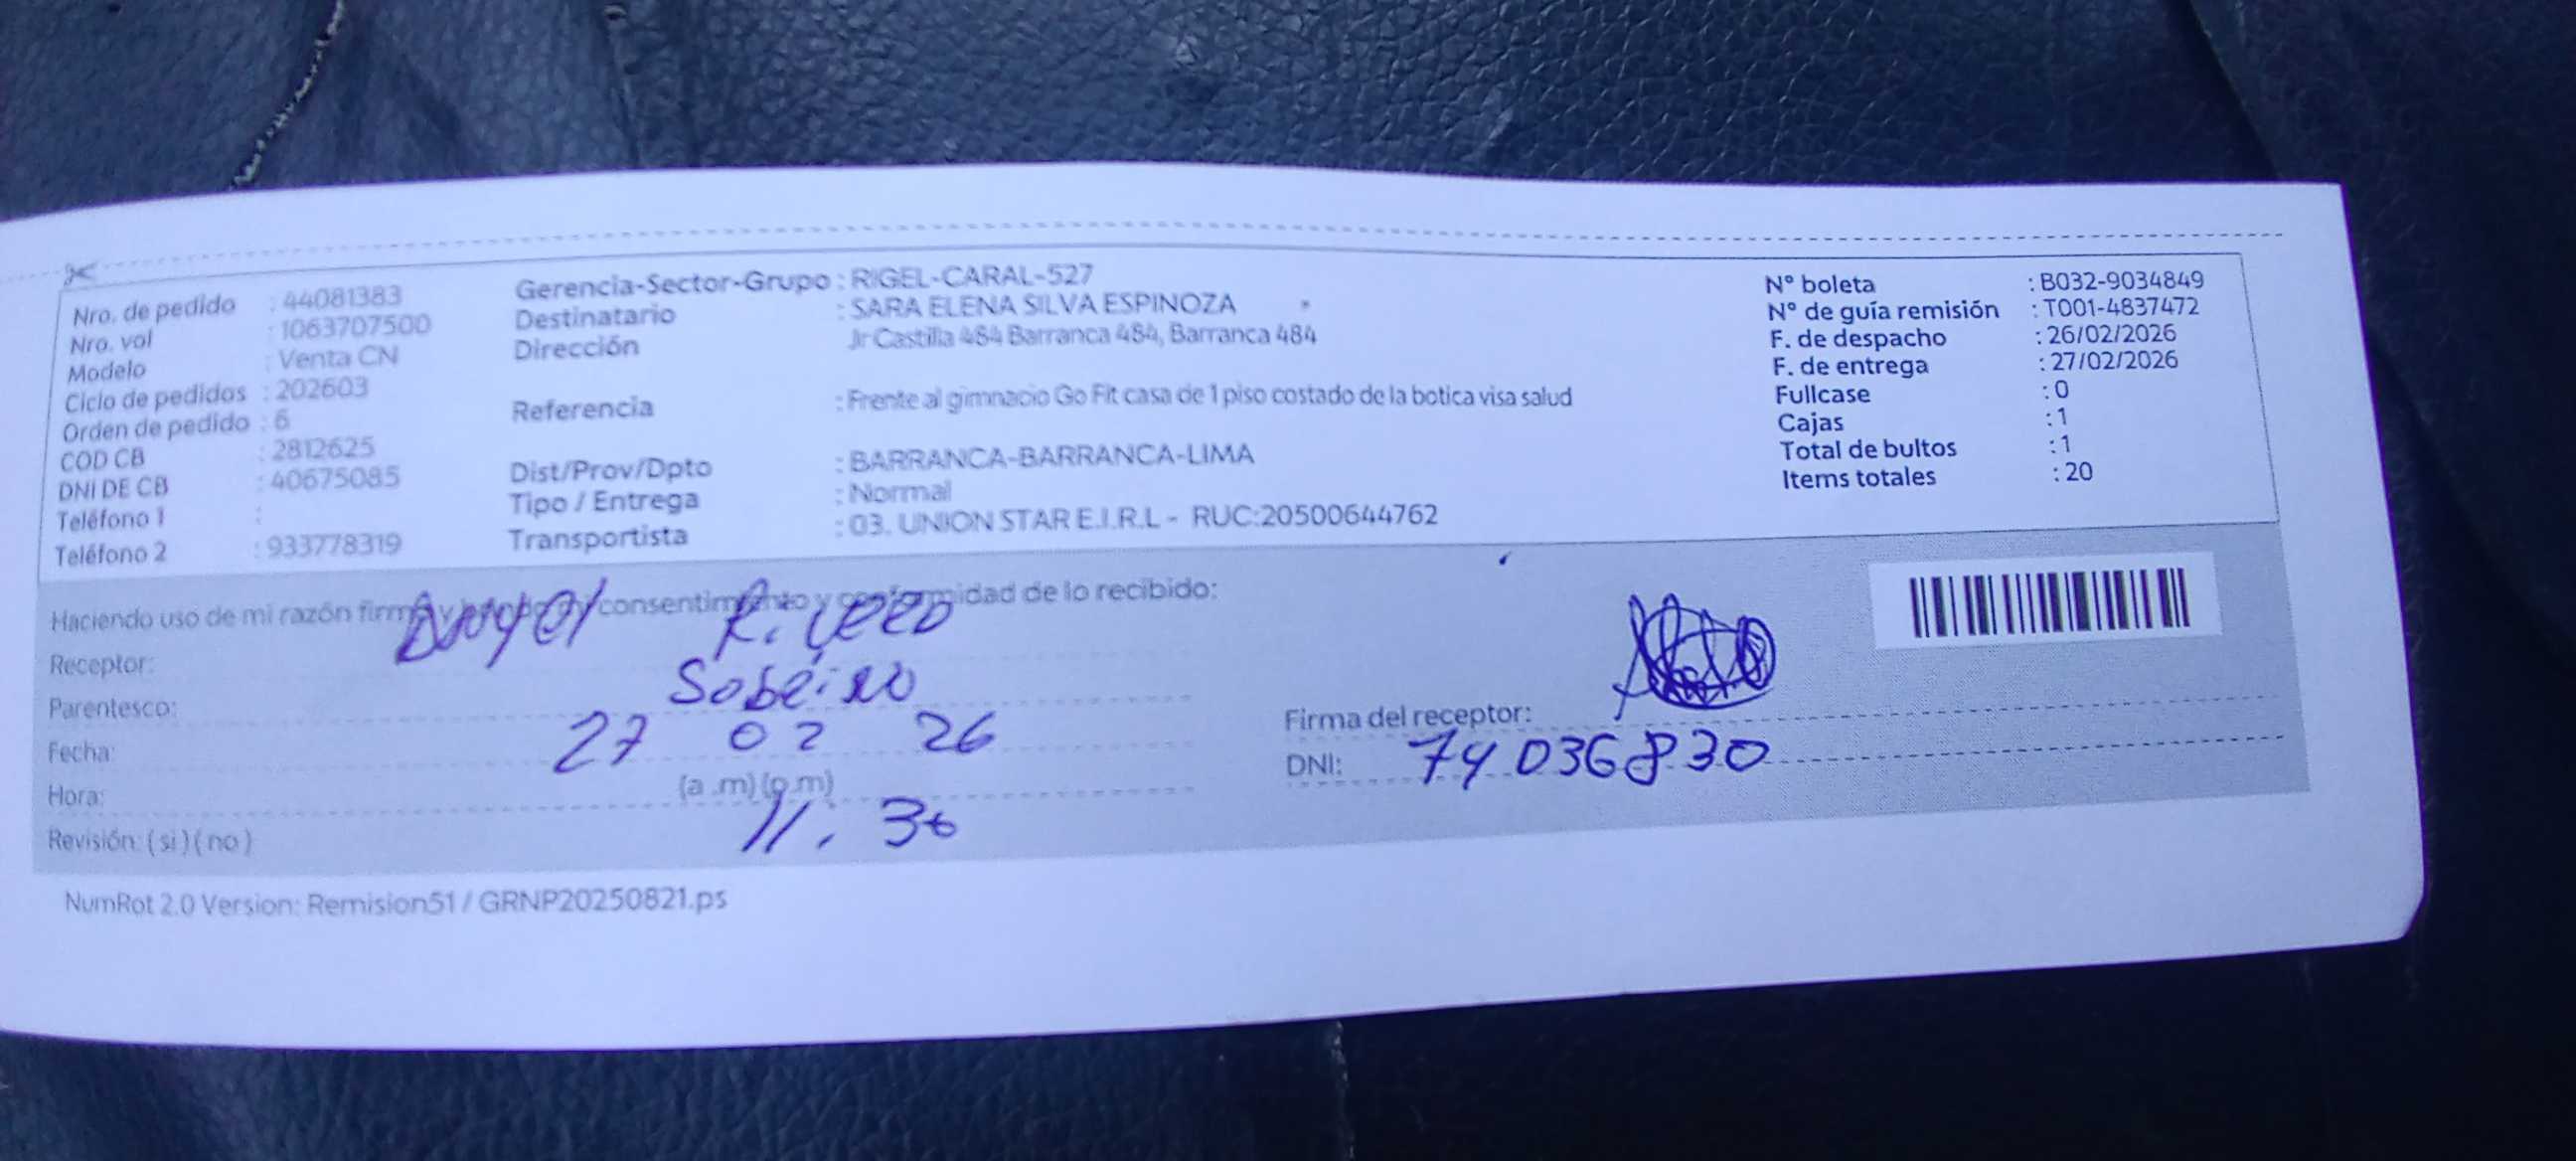 Nro. de pedido : 44081383
Nro. vol : 1063707500
Modelo : Venta CN
Ciclo de pedidos : 202603
Orden de pedido : 6
COD CB : 2812625
DNI DE CB : 40675085
Teléfono 1 :
Teléfono 2 : 933778319
Gerencia-Sector-Grupo : RIGEL-CARAL-527
Destinatario : SARA ELENA SILVA ESPINOZA
Dirección Jr Castilla 484 Barranca 484, Barranca 484
Referencia : Frente al gimnacio Go Fit casa de 1 piso costado de la botica visa salud
Dist/Prov/Dpto : BARRANCA-BARRANCA-LIMA
Tipo / Entrega : Normal
Transportista : 03. UNION STAR E.I.R.L - RUC:20500644762
Nº boleta : B032-9034849
Nº de guía remisión : T001-4837472
F. de despacho : 26/02/2026
F. de entrega : 27/02/2026
Fullcase : 0
Cajas : 1
Total de bultos : 1
Items totales : 20
Haciendo uso de mi razón firmo y consentimiento y conformidad de lo recibido:
Receptor:
Parentesco:
Fecha: 27 02 26
Hora: (a .m) (p.m)
11. 30
Revisión: ( si ) ( no )
Firma del receptor:
DNI: 74036830
NumRot 2.0 Version: Remision51 / GRNP20250821.ps